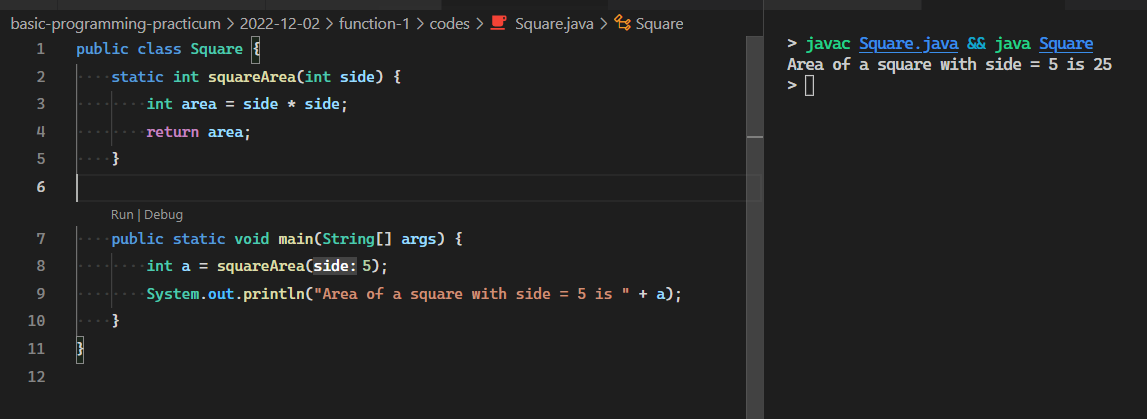 basic-programming-practicum > 2022-12-02 > function-1 > codes > Square.java > Square
1 public class Square {
2 static int squareArea(int side) {
3 int area = side * side;
4 return area;
5 }
6
Run | Debug
7 public static void main(String[] args) {
8 int a = squareArea(side: 5);
9 System.out.println("Area of a square with side = 5 is " + a);
10 }
11 }
12
> javac Square.java && java Square
Area of a square with side = 5 is 25
>